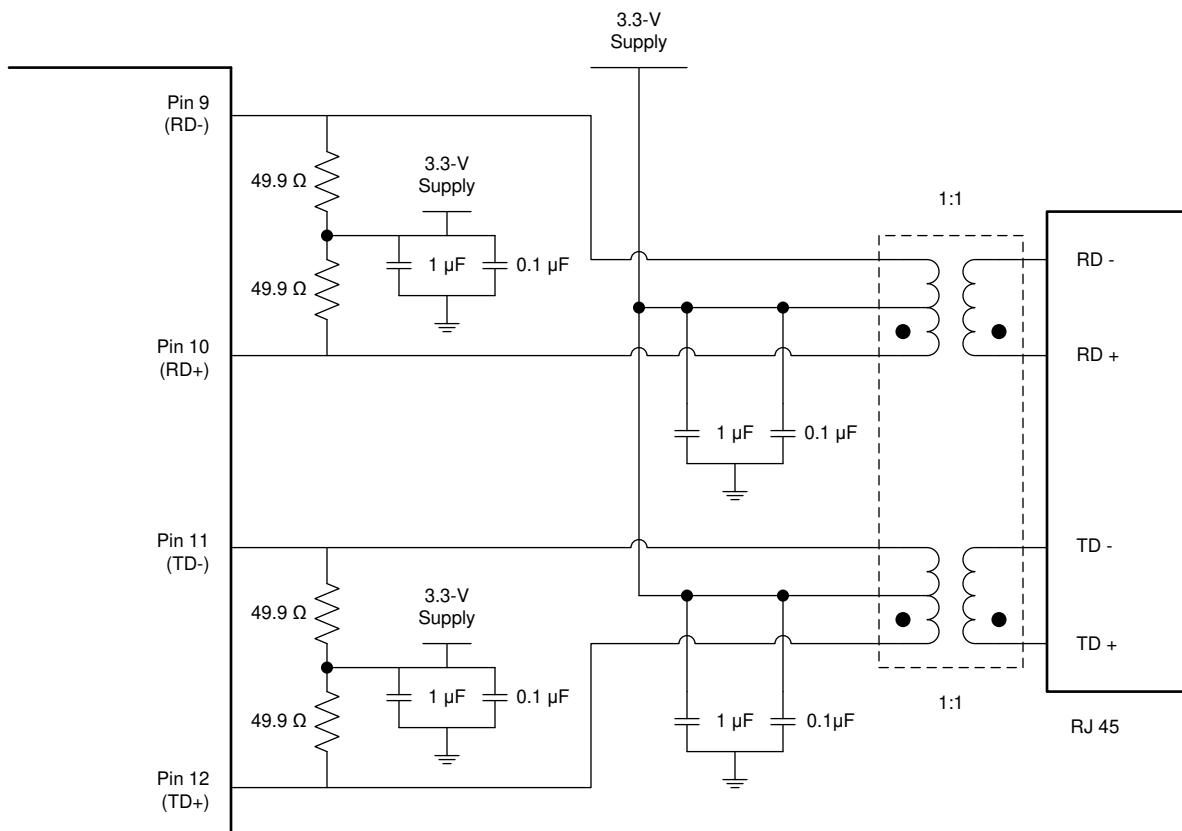 3.3-V
Supply
Pin 9
(RD-)
49.9 Ω
3.3-V
Supply
1 µF
0.1 µF
49.9 Ω
Pin 10
(RD+)
1:1
RD -
RD +
1 µF
0.1 µF
Pin 11
(TD-)
49.9 Ω
3.3-V
Supply
1 µF
0.1 µF
49.9 Ω
Pin 12
(TD+)
TD -
TD +
1 µF
0.1µF
1:1
RJ 45